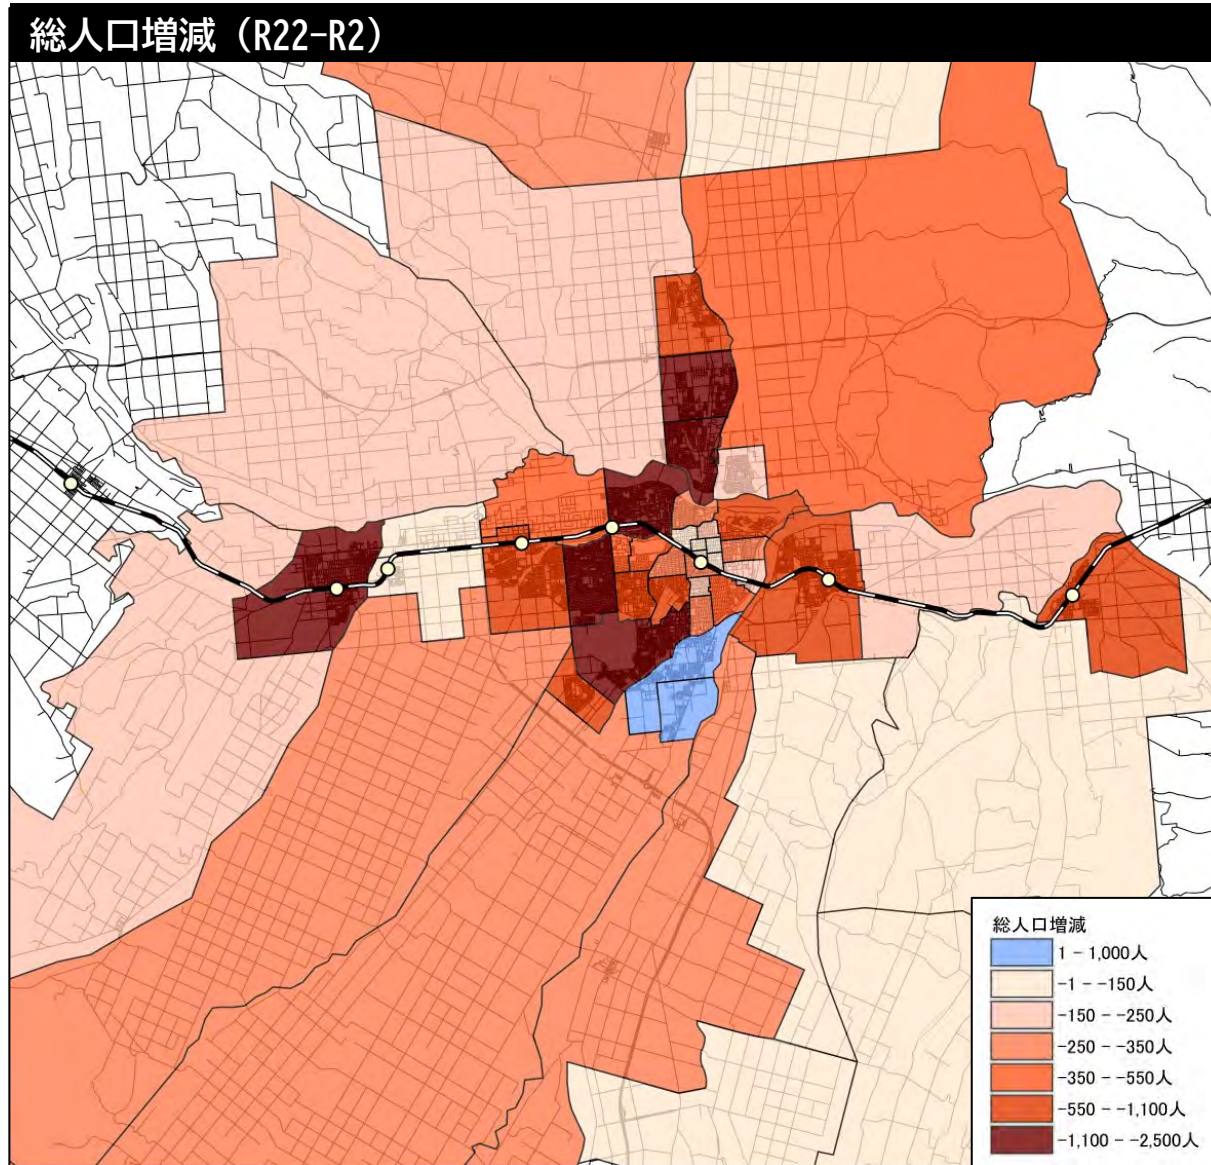 総人口増減（R22-R2）
総人口増減
1 - 1,000人
-1 - -150人
-150 - -250人
-250 - -350人
-350 - -550人
-550 - -1,100人
-1,100 - -2,500人